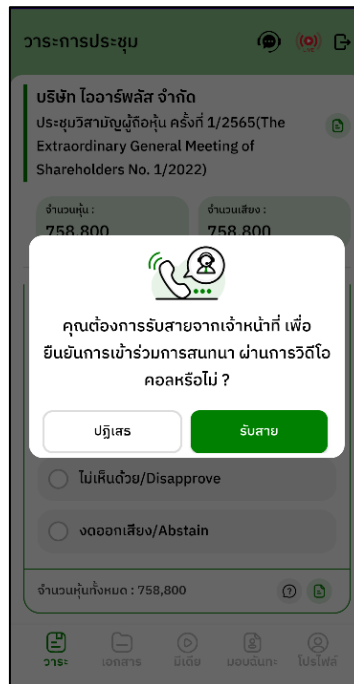 วาระการประชุม
บริษัท ไออาร์พลัส จำกัด
ประชุมวิสามัญผู้ถือหุ้น ครั้งที่ 1/2565(The
Extraordinary General Meeting of
Shareholders No. 1/2022)
จำนวนหุ้น :
จำนวนเสียง :
758,800
758,800
คุณต้องการรับสายจากเจ้าหน้าที่ เพื่อ
ยืนยันการเข้าร่วมการสนทนา ผ่านการวิดีโอ
คอลหรือไม่ ?
ปฏิเสธ
รับสาย
ไม่เห็นด้วย/Disapprove
งดออกเสียง/Abstain
จำนวนหุ้นทั้งหมด : 758,800
วาระ
เอกสาร
มีเดีย
มอบฉันทะ
โปรไฟล์